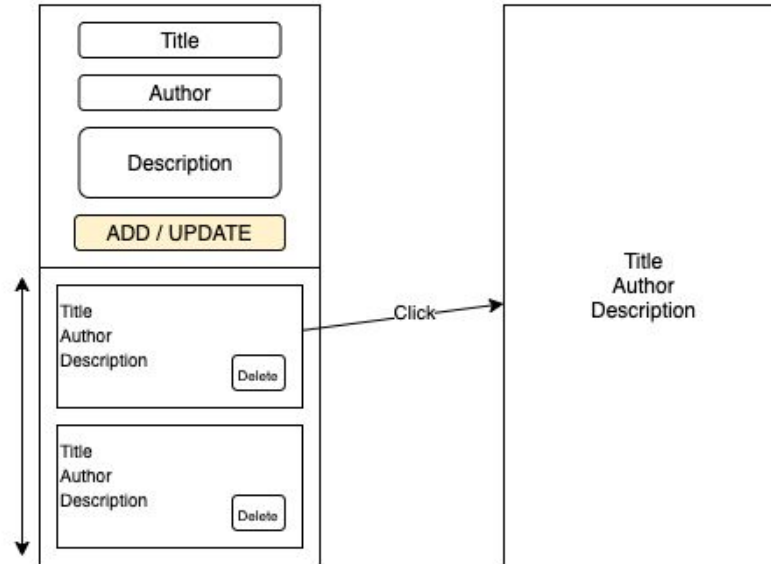 Title
Author
Description
ADD / UPDATE
Title
Author
Description
Delete
Click
Title
Author
Description
Title
Author
Description
Delete